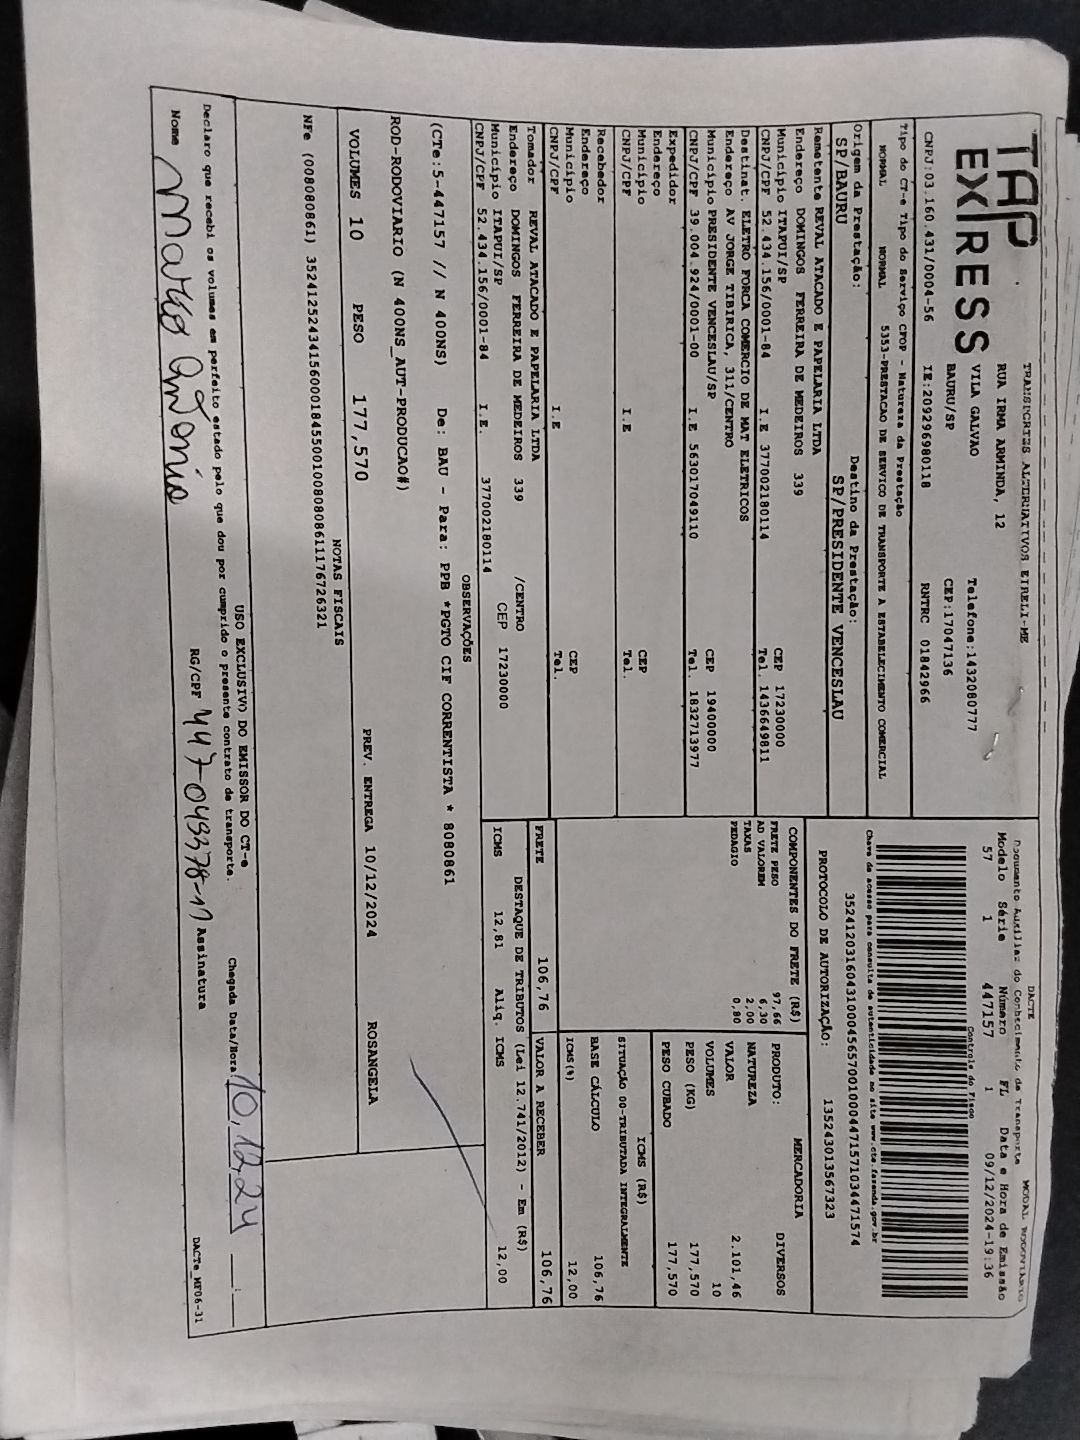 TAP EXPRESS
TRANSPORTES ALTERNATIVOS EIRELI-ME
RUA IRMA ARMINDA, 12
VILA GALVAO Telefone:1432080777
BAURU/SP CEP:17047136
CNPJ:03.160.431/0004-56 IE:209296980118 RNTRC 01842966
Tipo do CT-e Tipo do Serviço CFOP - Natureza da Prestação
NORMAL NORMAL 5353-PRESTACAO DE SERVICO DE TRANSPORTE A ESTABELECIMENTO COMERCIAL
Origem da Prestação: Destino da Prestação:
SP/BAURU SP/PRESIDENTE VENCESLAU
DACTE MODAL RODOVIARIO
Documento Auxiliar do Conhecimento de Transporte
Modelo Série Número FL Data e Hora de Emissão
57 1 447157 1 09/12/2024-19:36
Controle do Fisco
Chave de acesso para consulta de autenticidade no site www.cte.fazenda.gov.br
PROTOCOLO DE AUTORIZAÇÃO: 135243013567323
Remetente REVAL ATACADO E PAPELARIA LTDA
Endereço DOMINGOS FERREIRA DE MEDEIROS 339
Municipio ITAPUI/SP CEP 17230000
CNPJ/CPF 52.434.156/0001-84 I.E 377002180114 Tel. 1436649811
Destinat. ELETRO FORCA COMERCIO DE MAT ELETRICOS
Endereço AV JORGE TIBIRICA, 311/CENTRO
Municipio PRESIDENTE VENCESLAU/SP CEP 19400000
CNPJ/CPF 39.004.924/0001-00 I.E 563017049110 Tel. 1832713977
Expedidor
Endereço
Municipio CEP
CNPJ/CPF I.E Tel.
Recebedor
Endereço
Municipio CEP
CNPJ/CPF I.E Tel.
Tomador REVAL ATACADO E PAPELARIA LTDA
Endereço DOMINGOS FERREIRA DE MEDEIROS 339 /CENTRO
Municipio ITAPUI/SP CEP 17230000
CNPJ/CPF 52.434.156/0001-84 I.E. 377002180114
COMPONENTES DO FRETE (R$)
FRETE PESO 97,66
AD VALOREM 6,30
TAXAS 2,00
PEDAGIO 0,80
MERCADORIA
PRODUTO: DIVERSOS
NATUREZA
VALOR 2.101,46
VOLUMES 10
PESO (KG) 177,570
PESO CUBADO 177,570
ICMS (R$)
SITUAÇÃO 00-TRIBUTADA INTEGRALMENTE
BASE CÁLCULO 106,76
ICMS(%) 12,00
FRETE 106,76 VALOR A RECEBER 106,76
DESTAQUE DE TRIBUTOS (Lei 12.741/2012) - Em (R$)
ICMS 12,81 Aliq. ICMS 12,00
OBSERVAÇÕES
(CTe:5-447157 // N 400NS) De: BAU - Para: PPB *PGTO CIF CORRENTISTA * 8080861
ROD-RODOVIARIO (N 400NS_AUT-PRODUCAO#)
VOLUMES 10 PESO 177,570 PREV. ENTREGA 10/12/2024 ROSANGELA
NOTAS FISCAIS
NFe (008080861) 35241252434156000184550010080808611176726321
USO EXCLUSIVO DO EMISSOR DO CT-e
Declaro que recebi os volumes em perfeito estado pelo que dou por cumprido o presente contrato de transporte. Chegada Data/Hora 10,12,24
Nome Marko Antônio RG/CPF Assinatura
DACTe_MF06-31